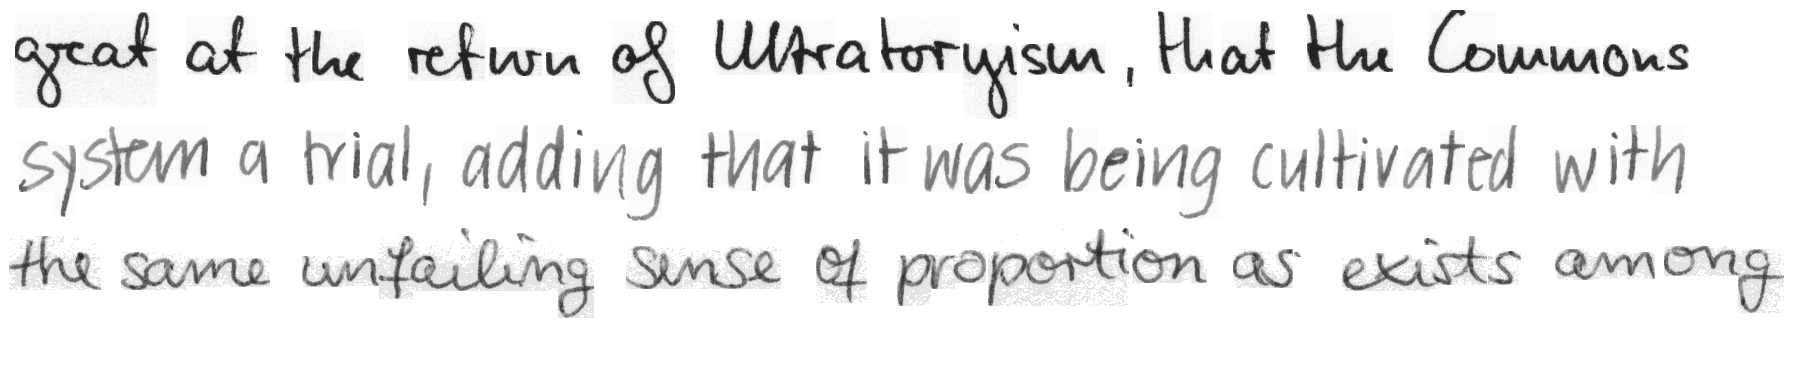 great at the return of Ultratoryism, that the Commons
system a trial, adding that it was being cultivated with
the same unfailing sense of proportion as exists among